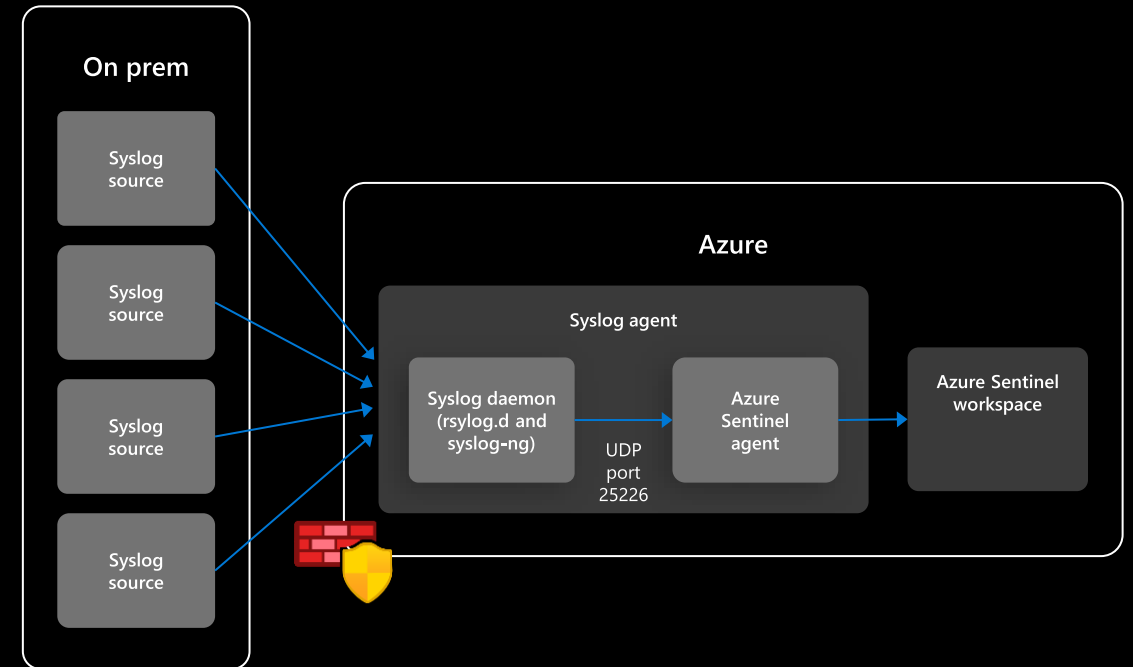 On prem
Syslog
source
Syslog
source
Syslog
source
Syslog
source
Azure
Syslog agent
Syslog daemon
(rsylog.d and
syslog-ng)
UDP
port
25226
Azure
Sentinel
agent
Azure Sentinel
workspace